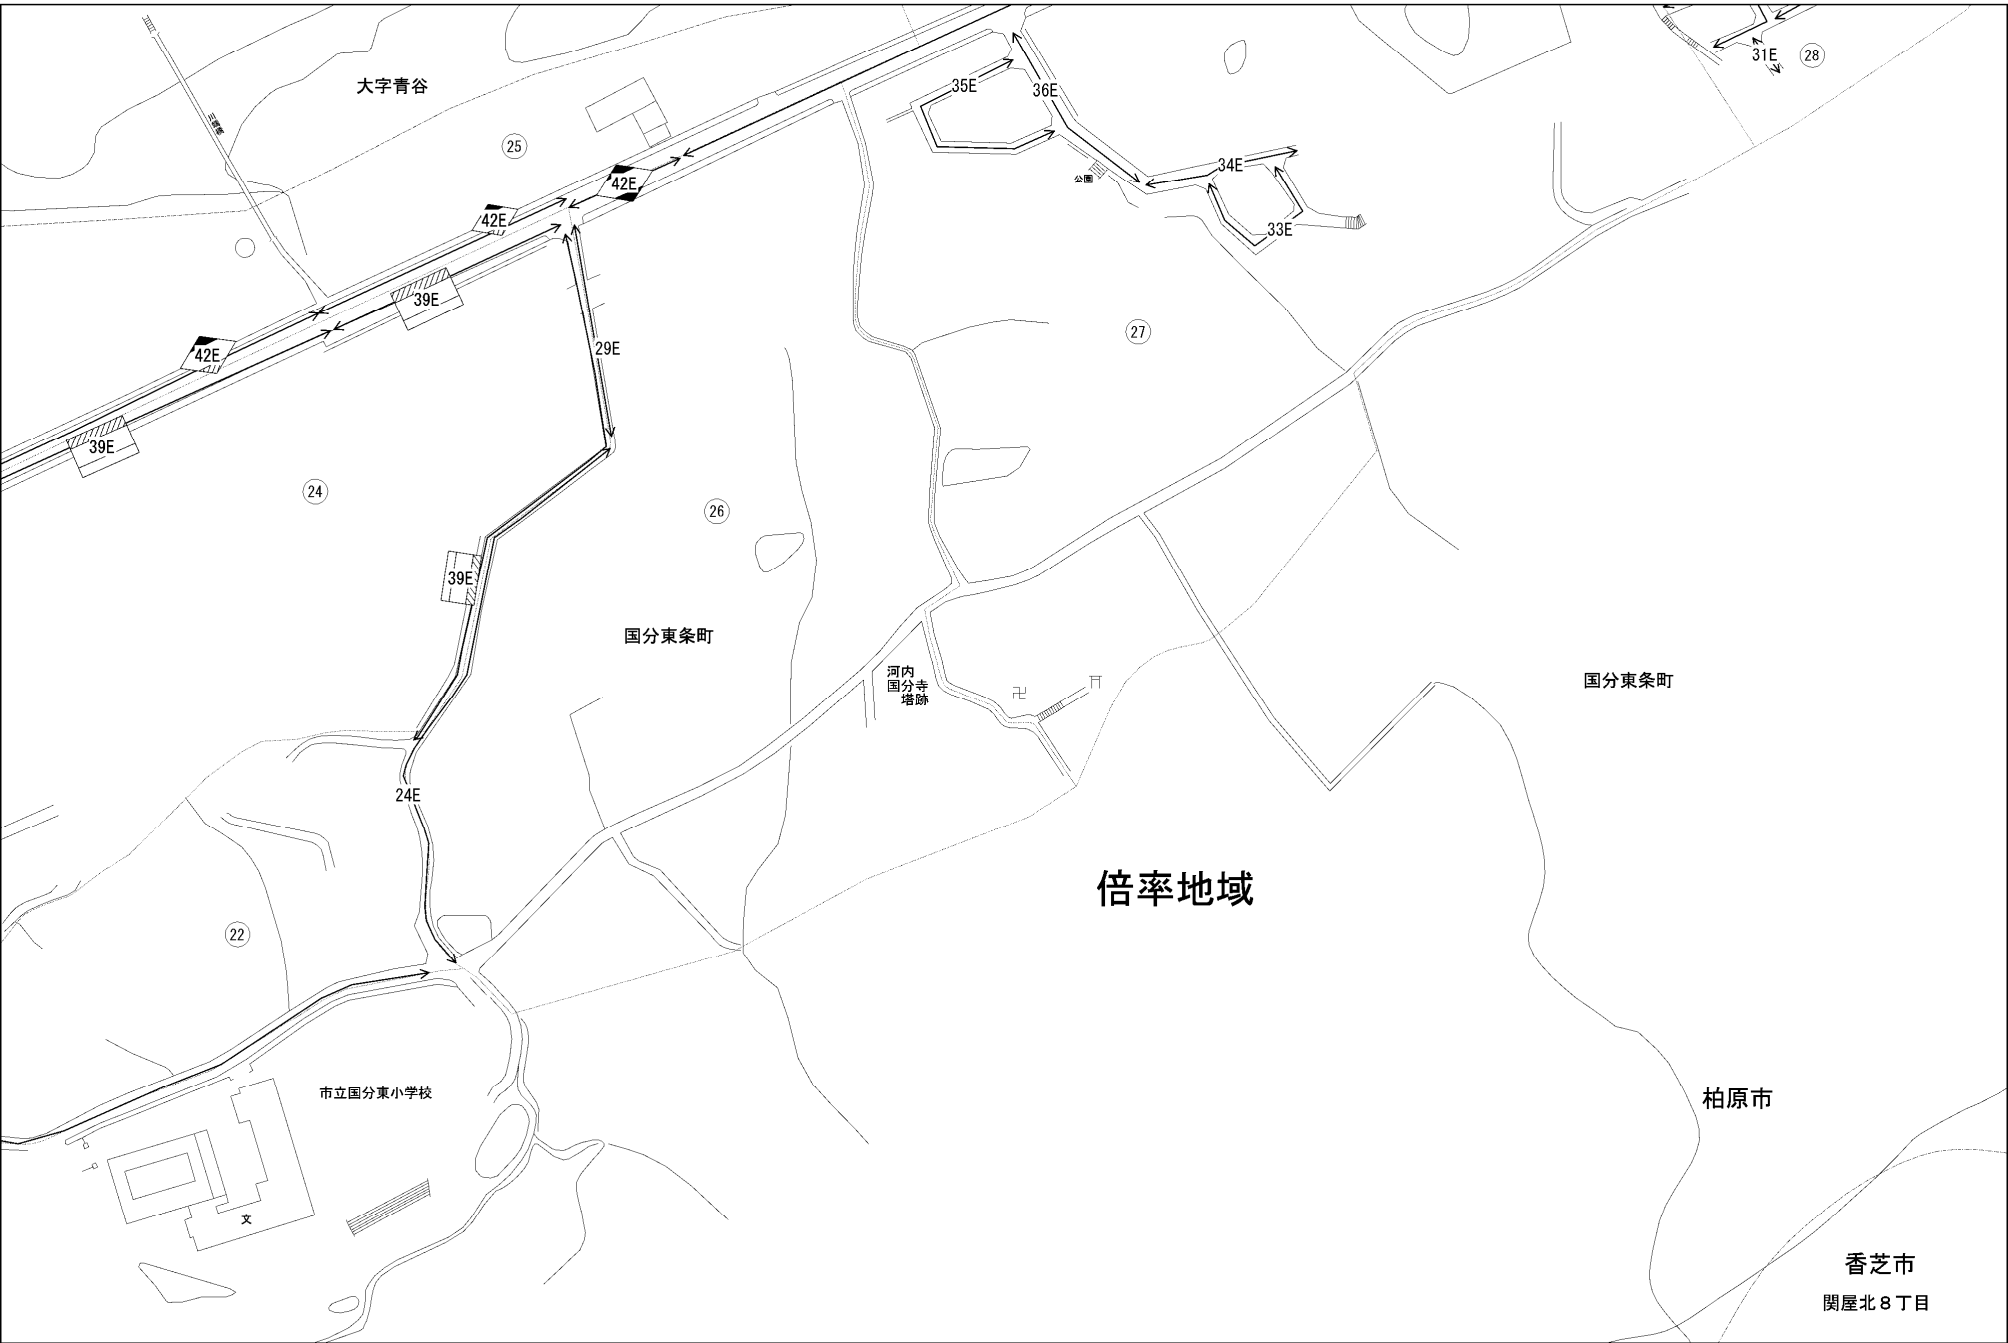 31E
28
大字青谷
35E
36E
25
34E
公園
42E
42E
33E
39E
27
29E
42E
39E
24
26
39E
国分東条町
河内
国分寺
塔跡
卍
国分東条町
24E
倍率地域
22
市立国分東小学校
柏原市
文
香芝市
関屋北8丁目